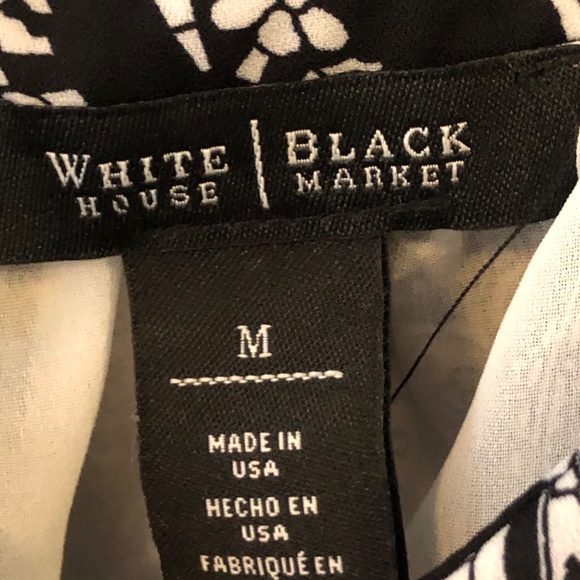 WHITE | BLACK
HOUSE | MARKET
M
MADE IN
USA
HECHO EN
USA
FABRIQUÉ EN